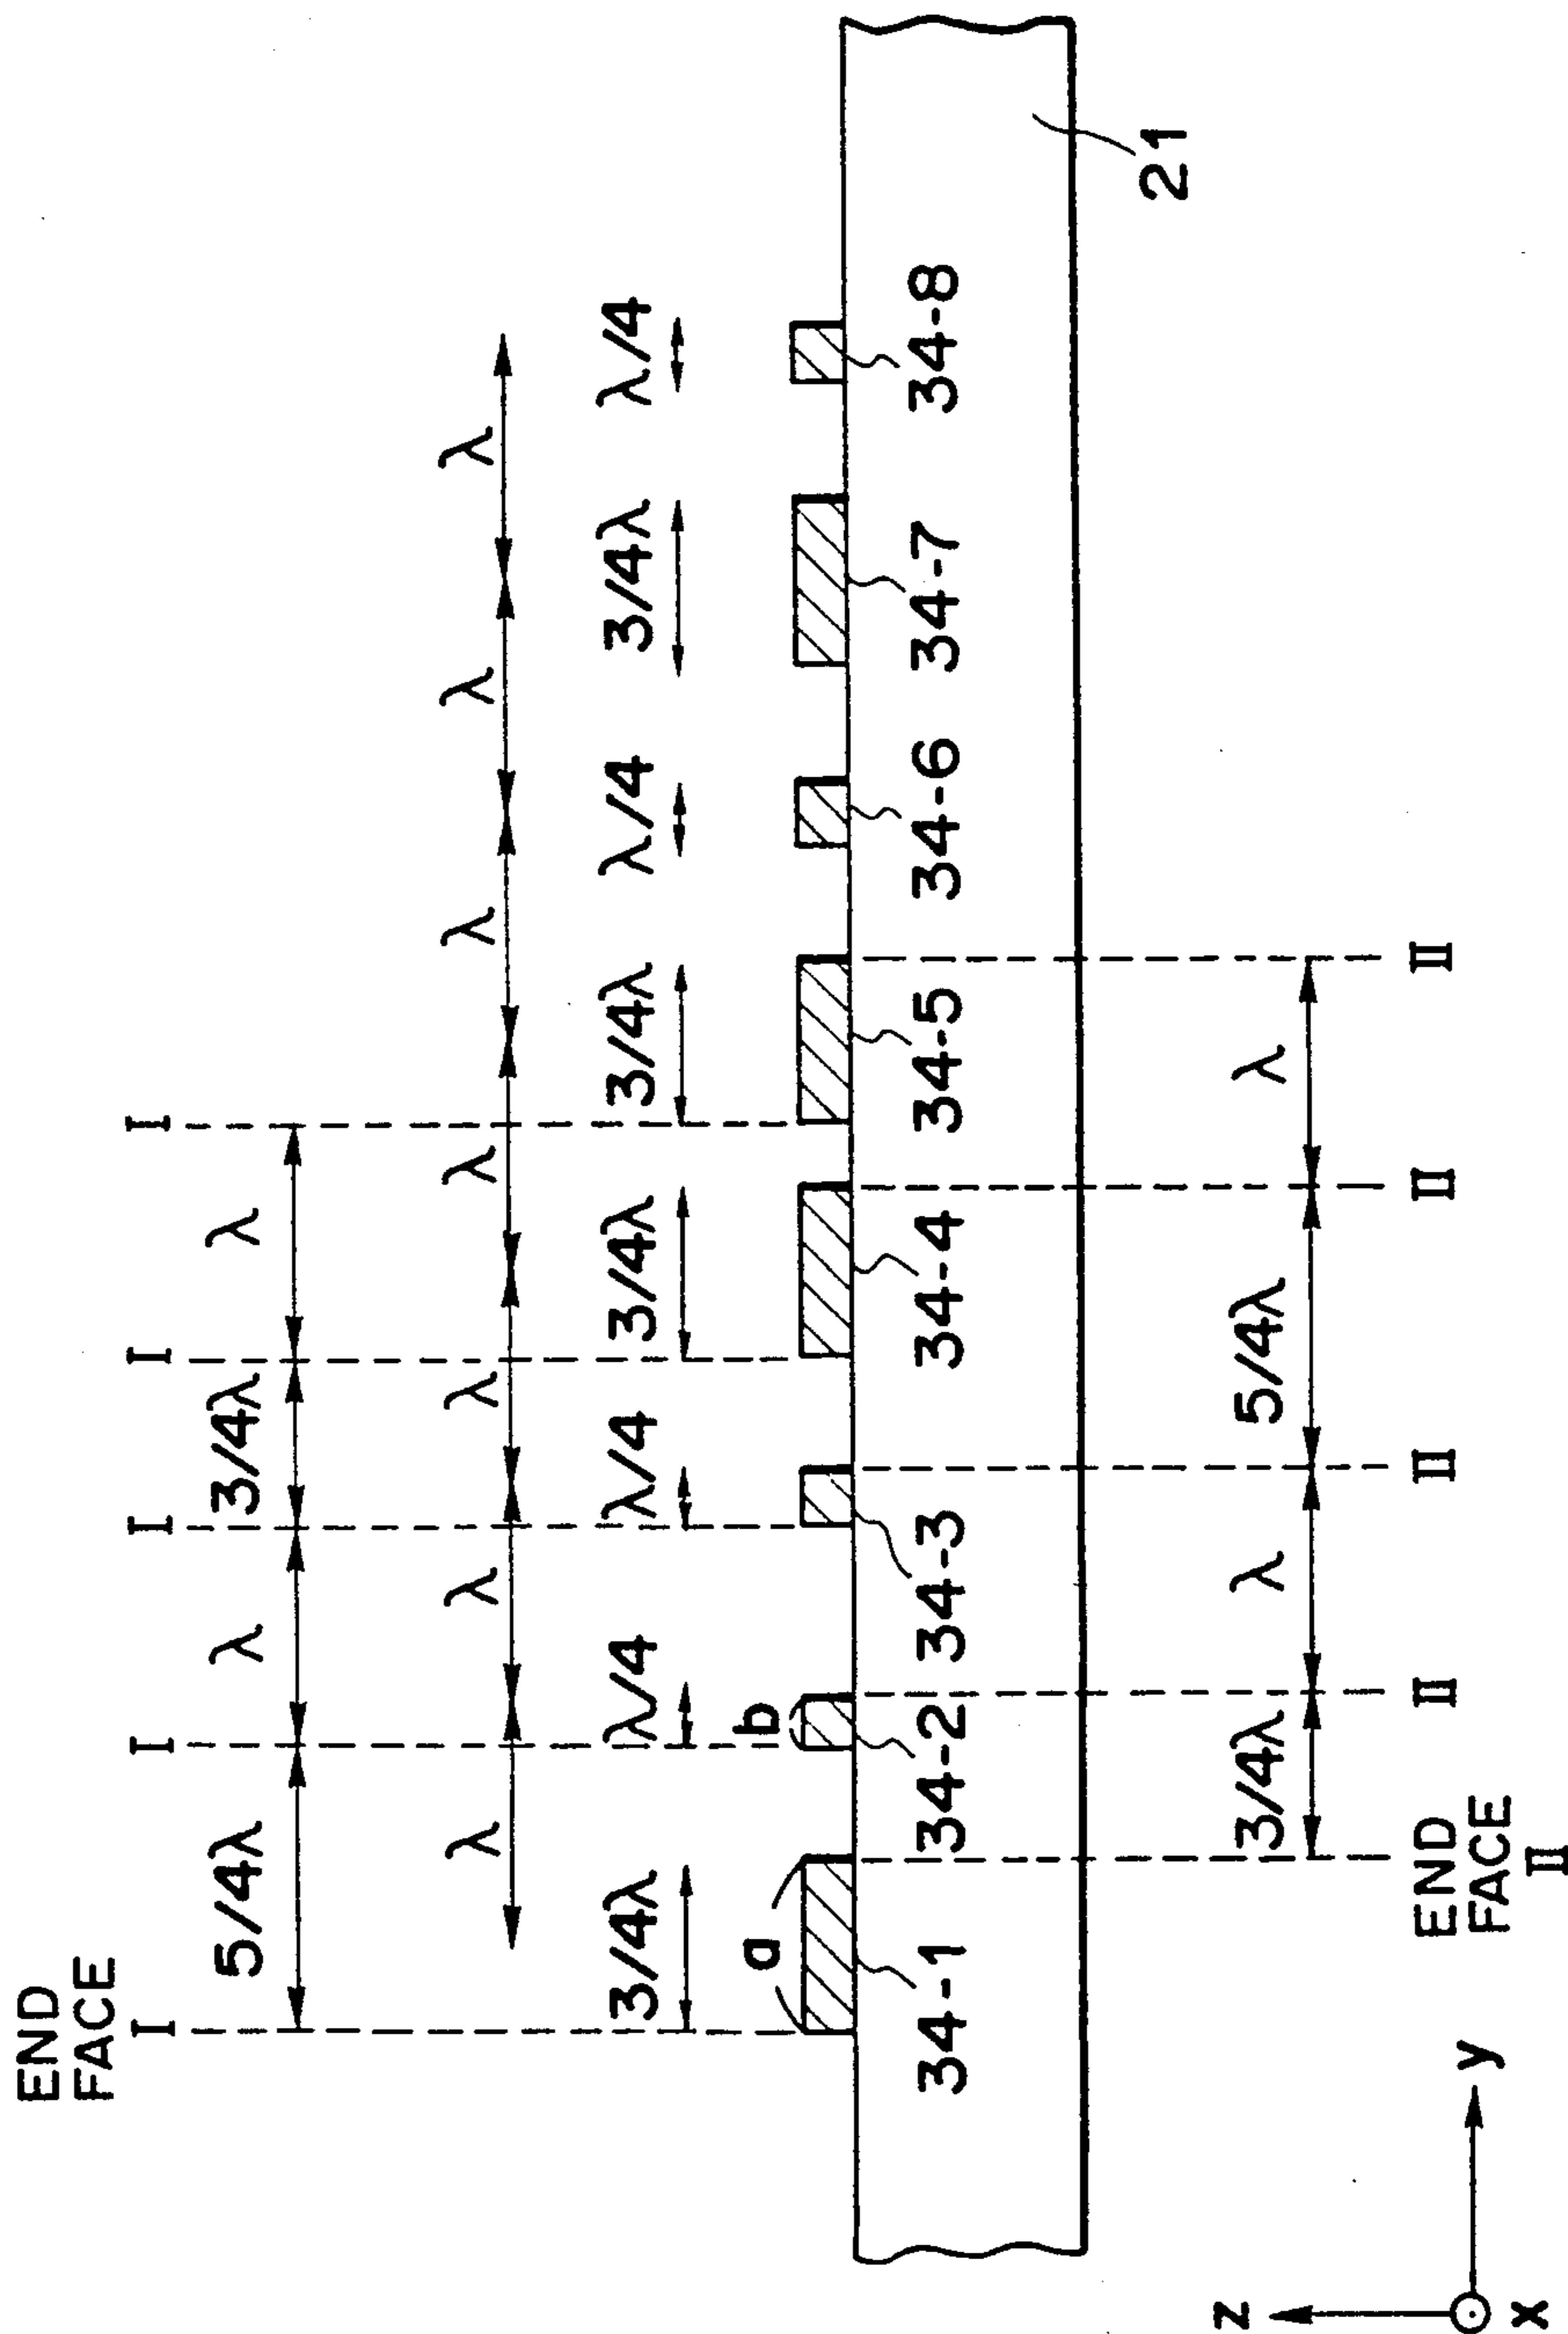 END
FACE
I I I I I
5/4λ λ 3/4λ λ
λ λ λ λ λ λ λ
3/4λ λ/4 λ/4 3/4λ 3/4λ λ/4 3/4λ λ/4
a b
34-1 34-2 34-3 34-4 34-5 34-6 34-7 34-8
21
3/4λ λ 5/4λ λ
END
FACE
II II II II II
z
y
x